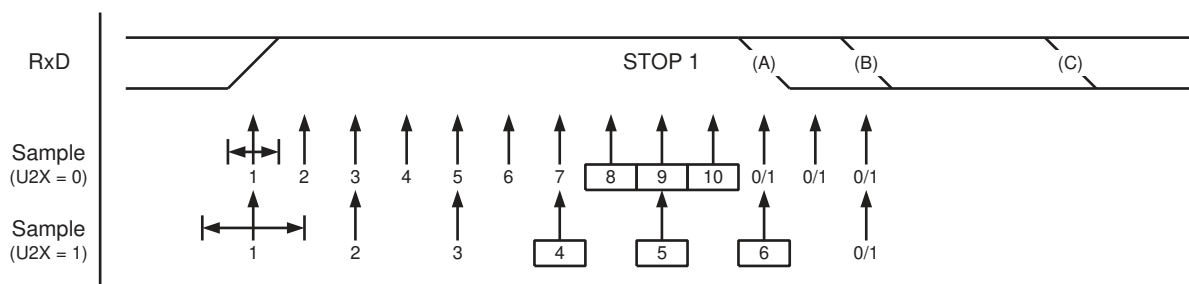 RxD
STOP 1
(A)
(B)
(C)
Sample
(U2X = 0)
1 2 3 4 5 6 7 8 9 10 0/1 0/1 0/1
Sample
(U2X = 1)
1 2 3 4 5 6 0/1